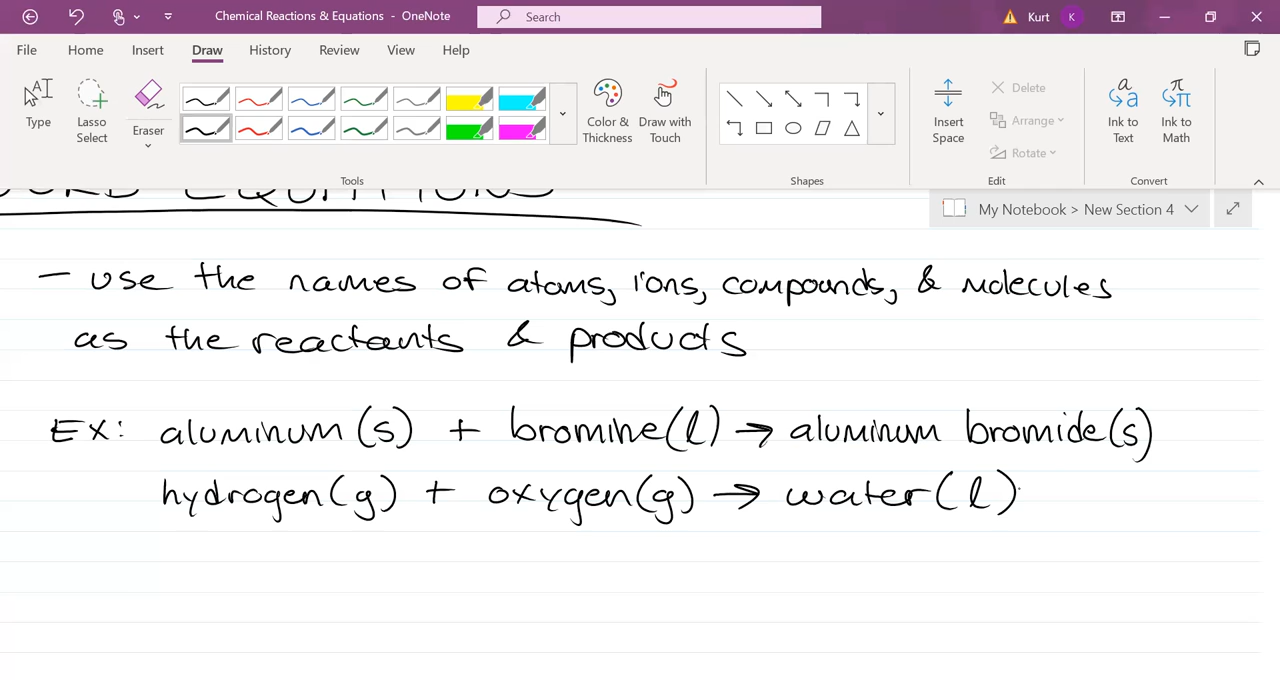 Chemical Reactions & Equations - OneNote
Search
Kurt
K
File Home Insert Draw History Review View Help
Type
Lasso Select
Eraser
Color & Thickness
Draw with Touch
Insert Space
Delete
Arrange
Rotate
Ink to Text
Ink to Math
Tools
Shapes
Edit
Convert
EQUATIONS
My Notebook > New Section 4
- use the names of atoms, ions, compounds, & molecules
as the reactants & products
EX: aluminum (s) + bromine (l) → aluminum bromide (s)
hydrogen (g) + oxygen (g) → water (l)